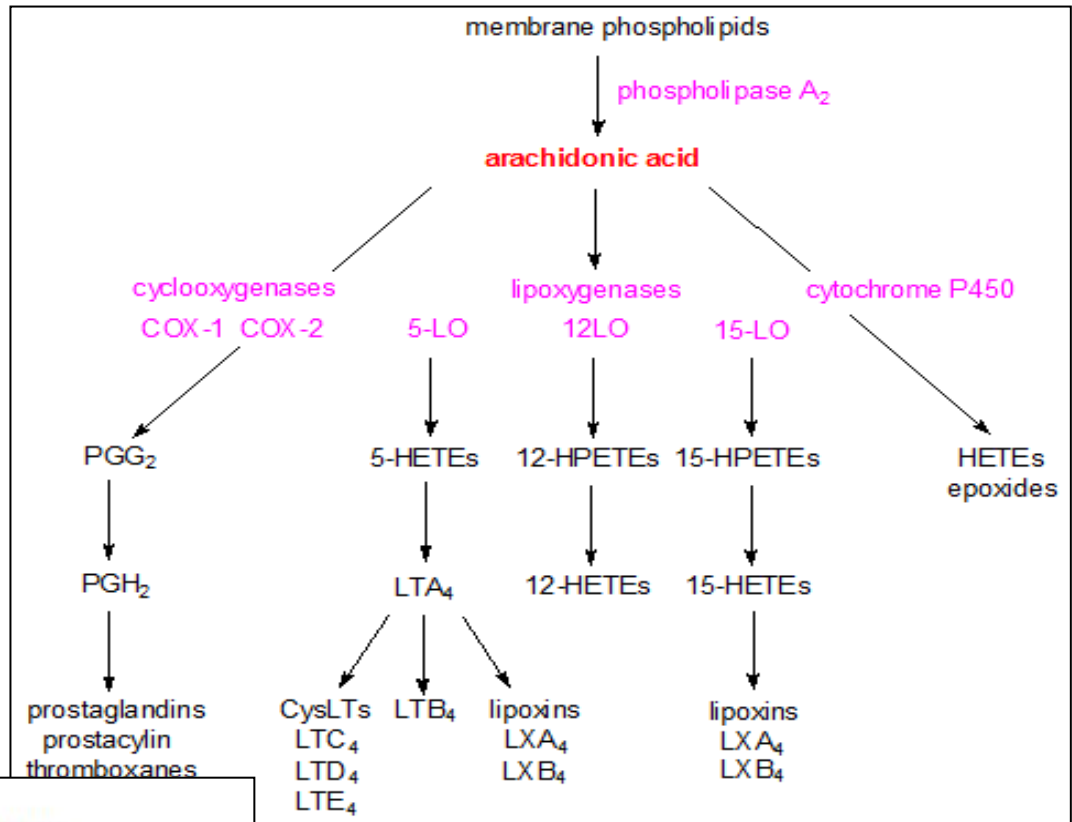 membrane phospholipids
phospholipase A₂
arachidonic acid
cyclooxygenases lipoxygenases cytochrome P450
COX-1 COX-2 5-LO 12LO 15-LO
PGG₂ 5-HETEs 12-HPETEs 15-HPETEs HETEs
epoxides
PGH₂ LTA₄ 12-HETEs 15-HETEs
prostaglandins CysLTs LTB₄ lipoxins lipoxins
prostacylin LTC₄ LXA₄ LXA₄
thromboxanes LTD₄ LXB₄ LXB₄
LTE₄